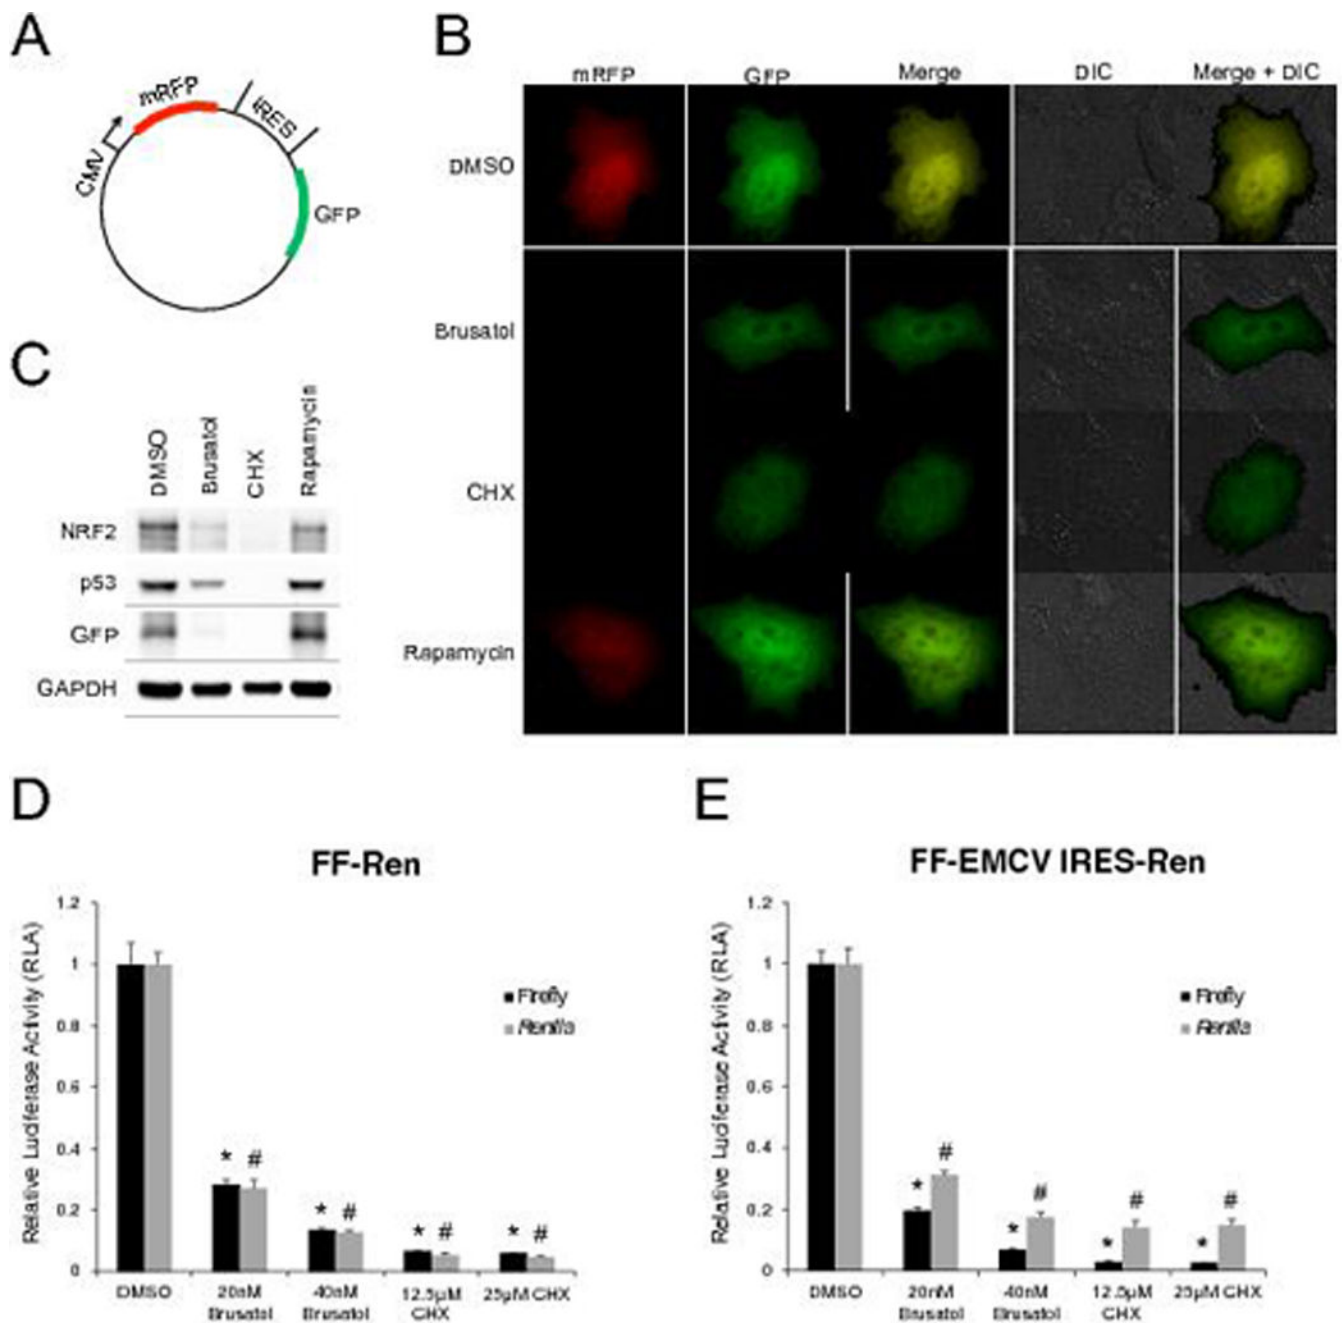 A
CMV
mRFP
IRES
GFP
B
mRFP GFP Merge DIC Merge + DIC
DMSO
Brusatol
CHX
Rapamycin
C
DMSO Brusatol CHX Rapamycin
NRF2
p53
GFP
GAPDH
D
FF-Ren
Relative Luciferase Activity (RLA)
1.2
1
0.8
0.6
0.4
0.2
0
Firefly
Renilla
* # * # * # * #
DMSO 20nM Brusatol 40nM Brusatol 12.5µM CHX 25µM CHX
E
FF-EMCV IRES-Ren
Relative Luciferase Activity (RLA)
1.2
1
0.8
0.6
0.4
0.2
0
Firefly
Renilla
* # * # * # * #
DMSO 20nM Brusatol 40nM Brusatol 12.5µM CHX 25µM CHX